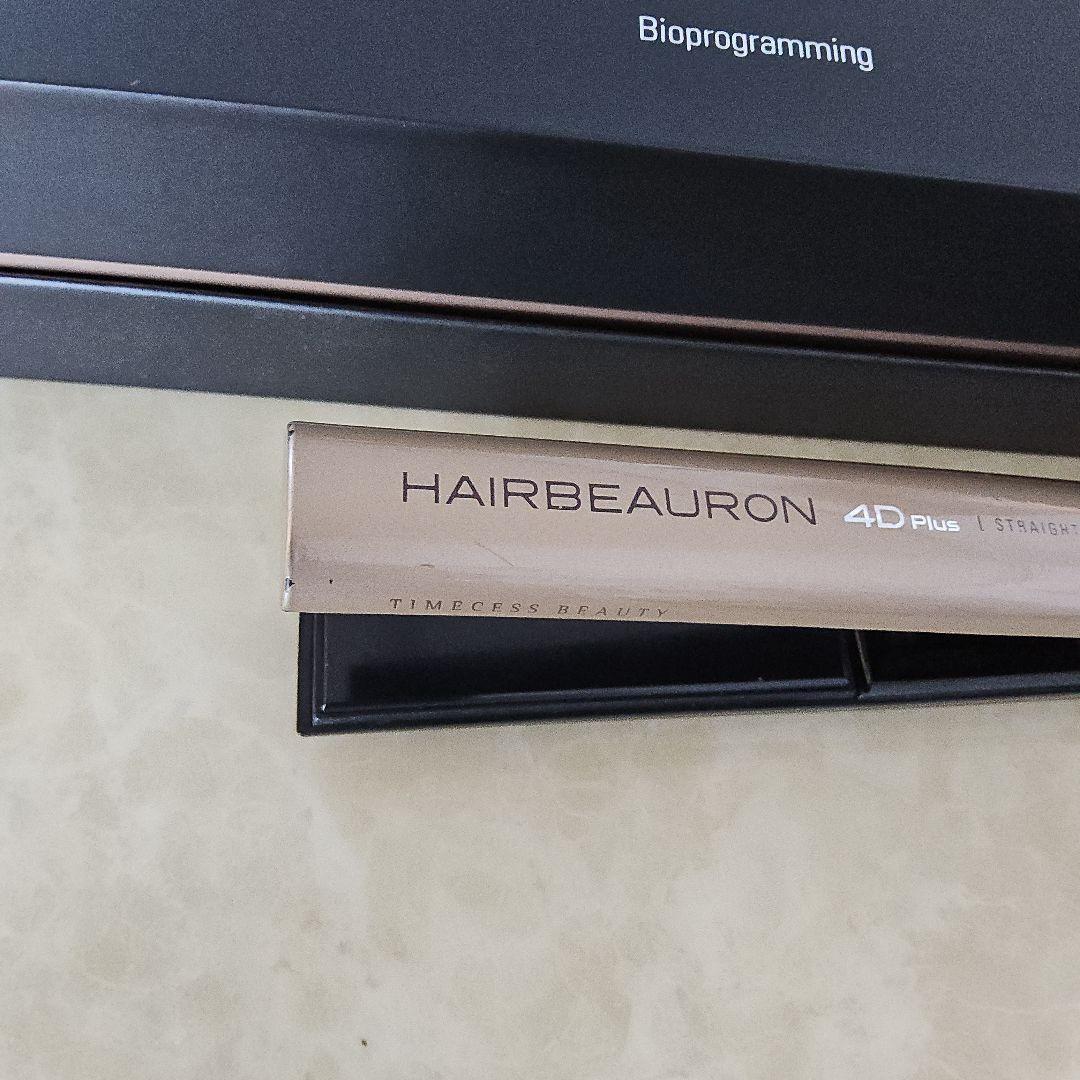 Bioprogramming
HAIRBEAURON 4D Plus | STRAIGHT
TIMECESS BEAUTY